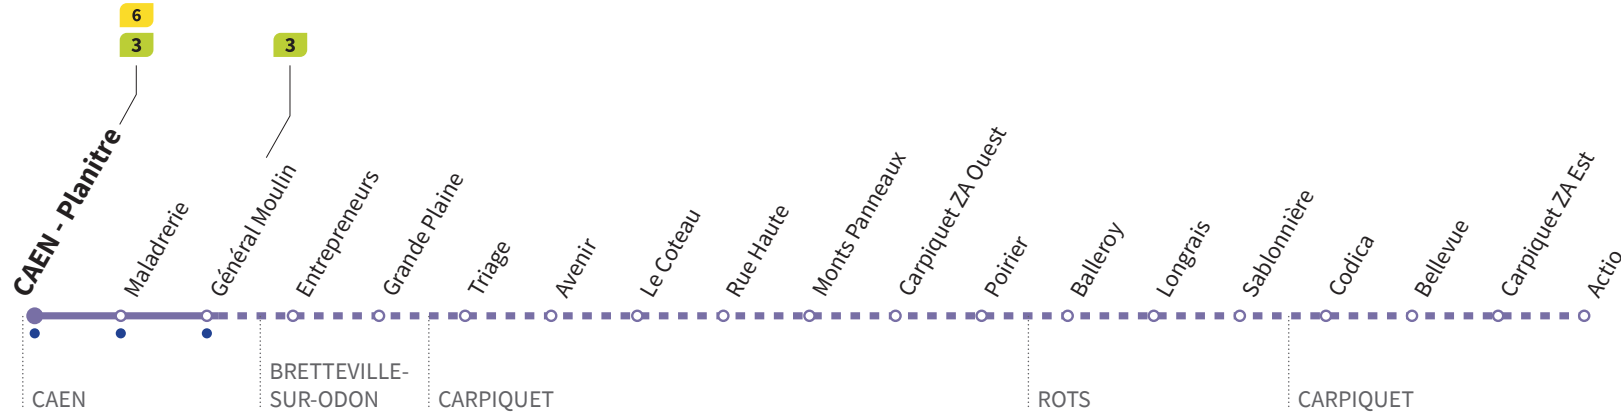 6
3
3
CAEN - Planitre
Maladrerie
Général Moulin
Entrepreneurs
Grande Plaine
Triage
Avenir
Le Coteau
Rue Haute
Monts Panneaux
Carpiquet ZA Ouest
Poirier
Balleroy
Longrais
Sablonnière
Codica
Bellevue
Carpiquet ZA Est
Actio
CAEN
BRETTEVILLE-
SUR-ODON
CARPIQUET
ROTS
CARPIQUET